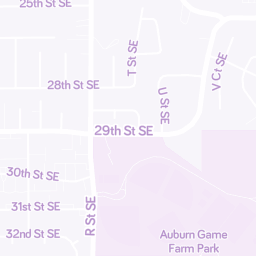 25th St SE
28th St SE
T St SE
U St SE
V Ct SE
29th St SE
30th St SE
31st St SE
R St SE
32nd St SE
Auburn Game
Farm Park